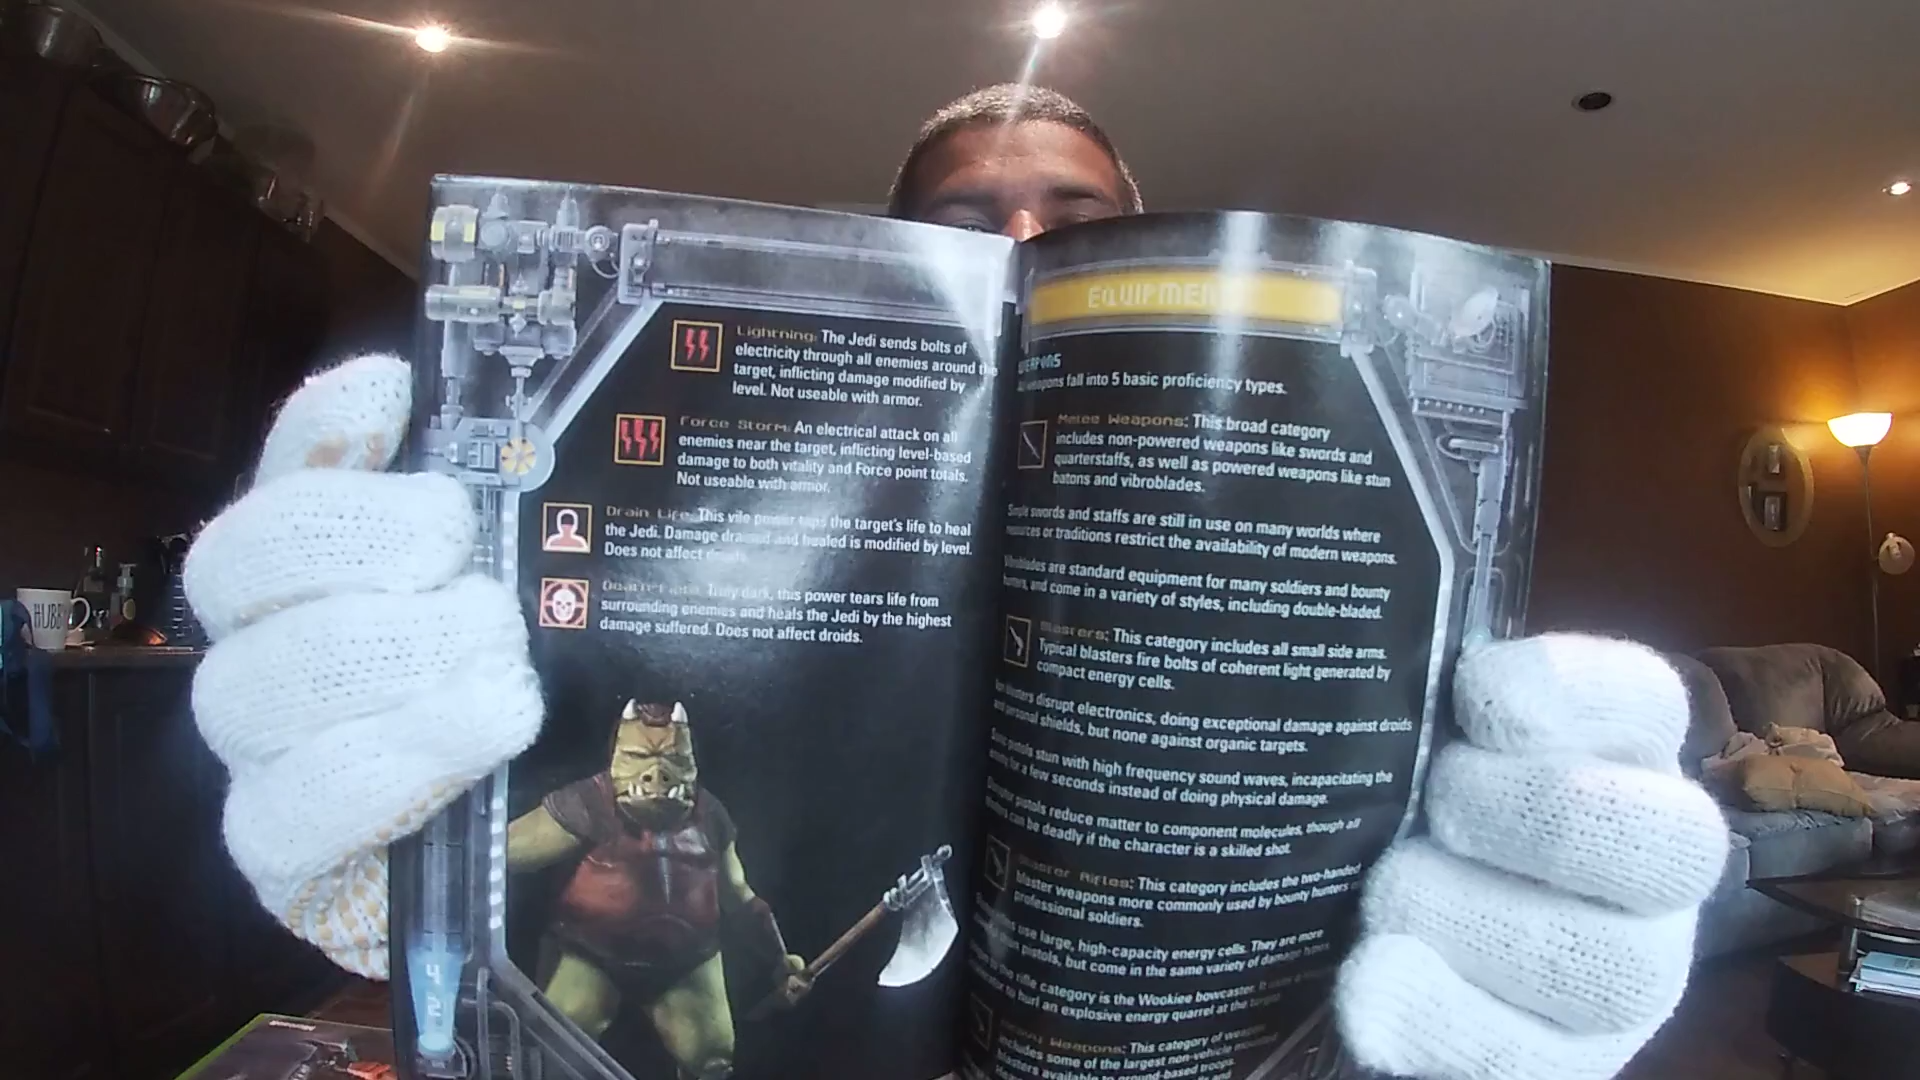 Lightning: The Jedi sends bolts of
electricity through all enemies around the
target, inflicting damage modified by
level. Not useable with armor.
Force Storm: An electrical attack on all
enemies near the target, inflicting level-based
damage to both vitality and Force point totals.
Not useable with armor.
Drain Life: This vile power taps the target's life to heal
the Jedi. Damage drained and healed is modified by level.
Does not affect
Truly dark, this power tears life from
surrounding enemies and heals the Jedi by the highest
damage suffered. Does not affect droids.
42
EQUIPMEN
WEAPONS
All weapons fall into 5 basic proficiency types.
Melee Weapons: This broad category
includes non-powered weapons like swords and
quarterstaffs, as well as powered weapons like stun
batons and vibroblades.
Simple swords and staffs are still in use on many worlds where
resources or traditions restrict the availability of modern weapons.
Vibroblades are standard equipment for many soldiers and bounty
hunters, and come in a variety of styles, including double-bladed.
Blasters: This category includes all small side arms.
Typical blasters fire bolts of coherent light generated by
compact energy cells.
Ion blasters disrupt electronics, doing exceptional damage against droids
and personal shields, but none against organic targets.
Sonic pistols stun with high frequency sound waves, incapacitating the
enemy for a few seconds instead of doing physical damage.
Disruptor pistols reduce matter to component molecules, though all
can be deadly if the character is a skilled shot.
Blaster Rifles: This category includes the two-handed
blaster weapons more commonly used by bounty hunters
professional soldiers.
use large, high-capacity energy cells. They are more
than pistols, but come in the same variety of damage types.
the rifle category is the Wookiee bowcaster. It uses a
to hurl an explosive energy quarrel at the target.
Heavy Weapons: This category of weapon
includes some of the largest non-vehicle mounted
blasters available to ground-based troops.
HUBBY